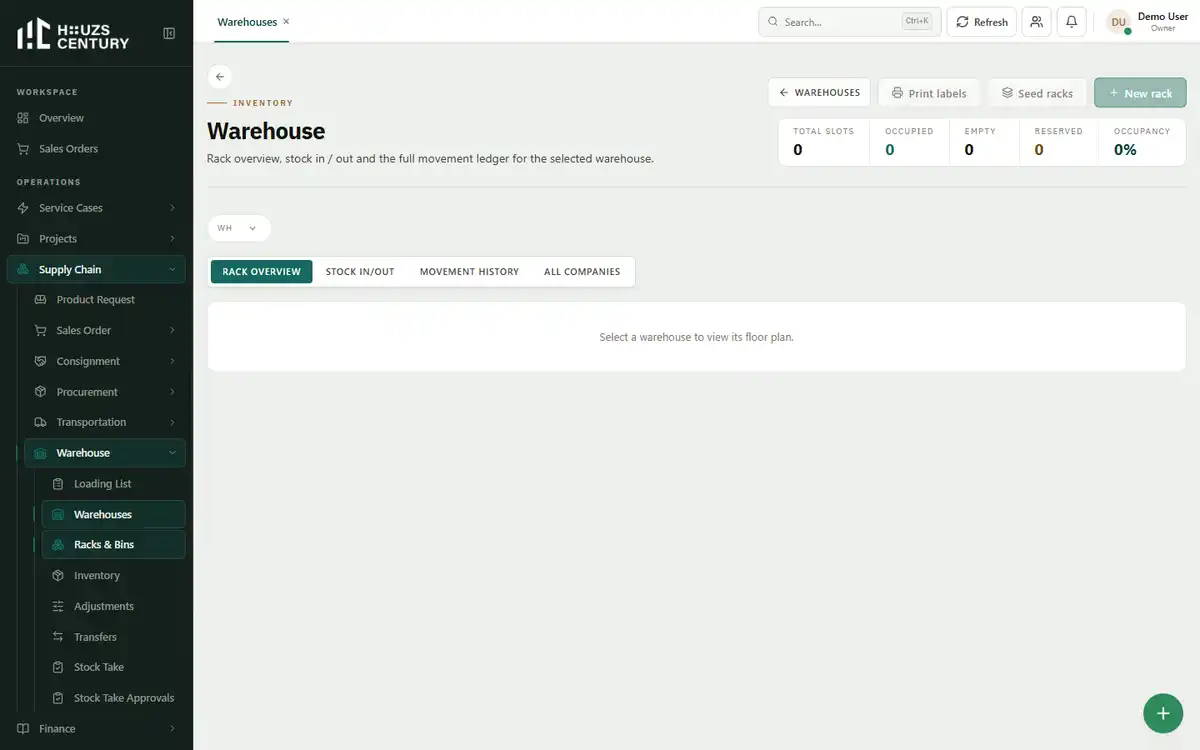 HOUZS
CENTURY
Warehouses
Search...
Ctrl+K
Refresh
DU
Demo User
Owner
WORKSPACE
Overview
Sales Orders
OPERATIONS
Service Cases
Projects
Supply Chain
Product Request
Sales Order
Consignment
Procurement
Transportation
Warehouse
Loading List
Warehouses
Racks & Bins
Inventory
Adjustments
Transfers
Stock Take
Stock Take Approvals
Finance
INVENTORY
Warehouse
Rack overview, stock in / out and the full movement ledger for the selected warehouse.
WAREHOUSES
Print labels
Seed racks
New rack
TOTAL SLOTS
0
OCCUPIED
0
EMPTY
0
RESERVED
0
OCCUPANCY
0%
WH
RACK OVERVIEW
STOCK IN/OUT
MOVEMENT HISTORY
ALL COMPANIES
Select a warehouse to view its floor plan.